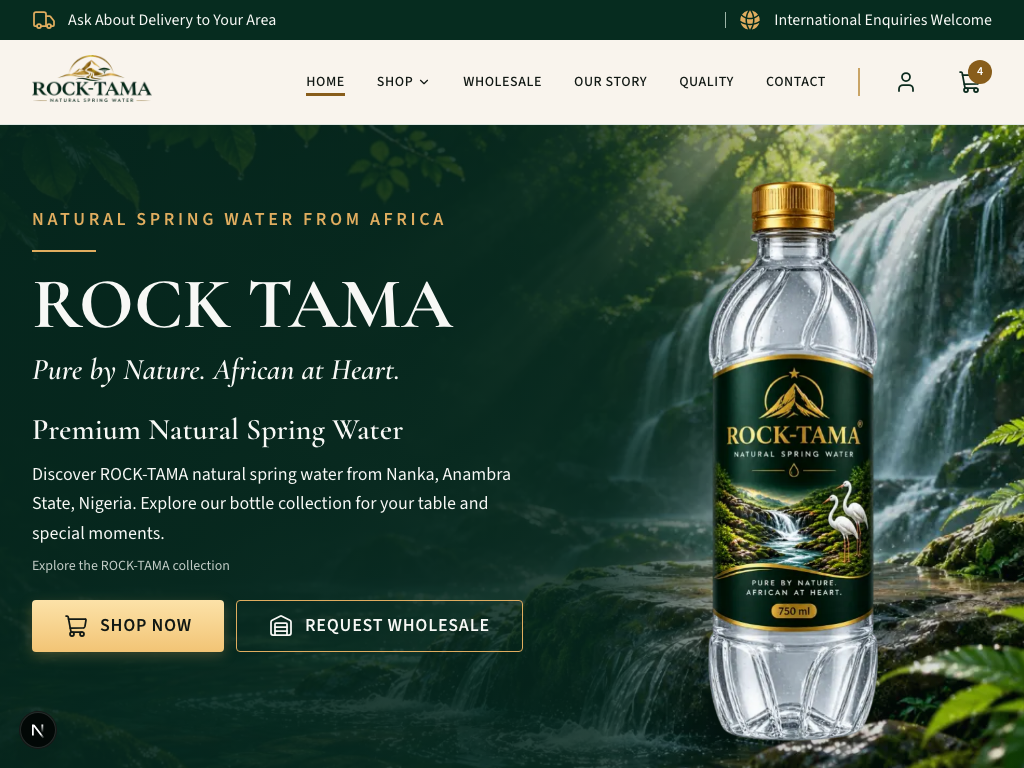 Ask About Delivery to Your Area
International Enquiries Welcome
ROCK-TAMA
NATURAL SPRING WATER
HOME
SHOP
WHOLESALE
OUR STORY
QUALITY
CONTACT
4
NATURAL SPRING WATER FROM AFRICA
ROCK TAMA
Pure by Nature. African at Heart.
Premium Natural Spring Water
Discover ROCK-TAMA natural spring water from Nanka, Anambra
State, Nigeria. Explore our bottle collection for your table and
special moments.
Explore the ROCK-TAMA collection
SHOP NOW
REQUEST WHOLESALE
N
ROCK-TAMA®
NATURAL SPRING WATER
PURE BY NATURE.
AFRICAN AT HEART.
750 ml